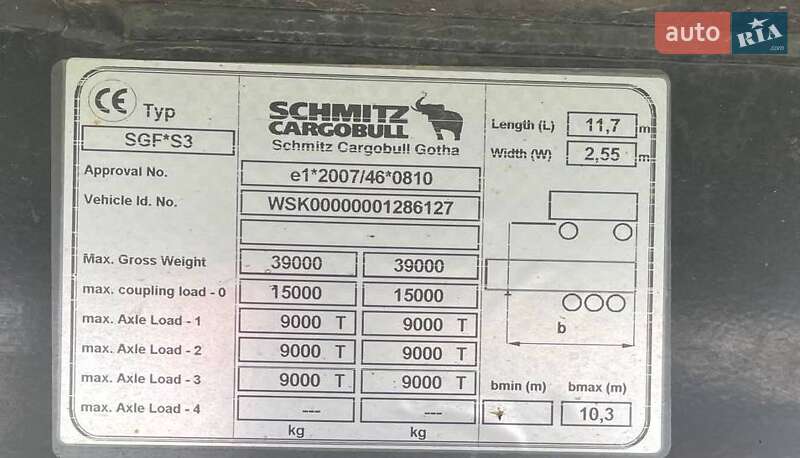 auto RIA .com
CE Typ
SGF*S3
SCHMITZ
CARGOBULL
Schmitz Cargobull Gotha
Length (L) 11,7 m
Width (W) 2,55 m
Approval No. e1*2007/46*0810
Vehicle Id. No. WSK00000001286127
Max. Gross Weight 39000 39000
max. coupling load - 0 15000 15000
max. Axle Load - 1 9000 T 9000 T
max. Axle Load - 2 9000 T 9000 T
max. Axle Load - 3 9000 T 9000 T
max. Axle Load - 4 --- ---
kg kg
b
bmin (m) bmax (m)
10,3